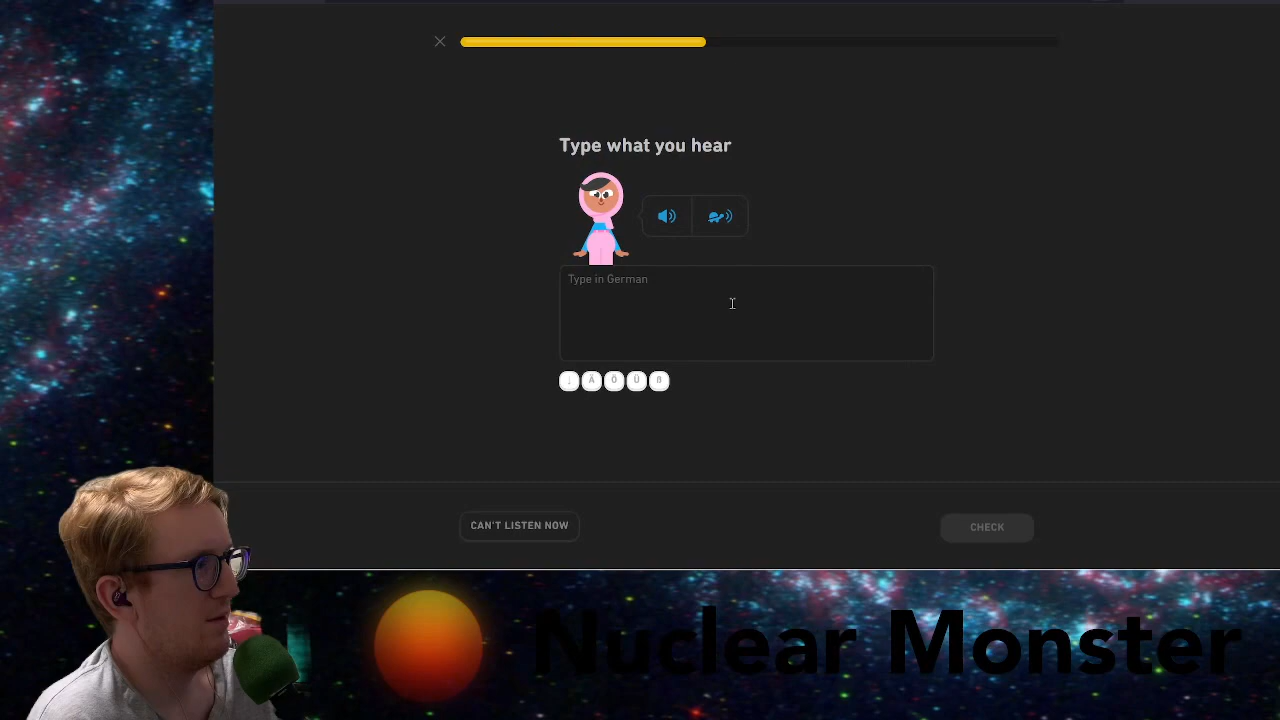 Type what you hear
Type in German
Ä Ö Ü ß
CAN'T LISTEN NOW
CHECK
Nuclear Monster